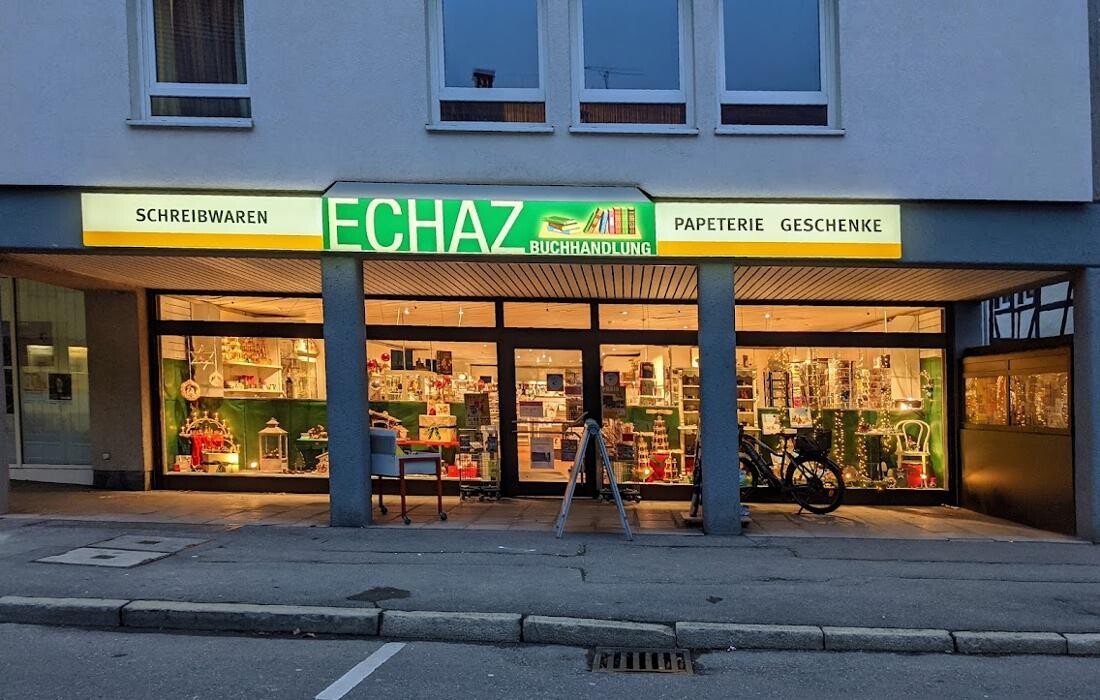 SCHREIBWAREN
ECHAZ
BUCHHANDLUNG
PAPETERIE GESCHENKE